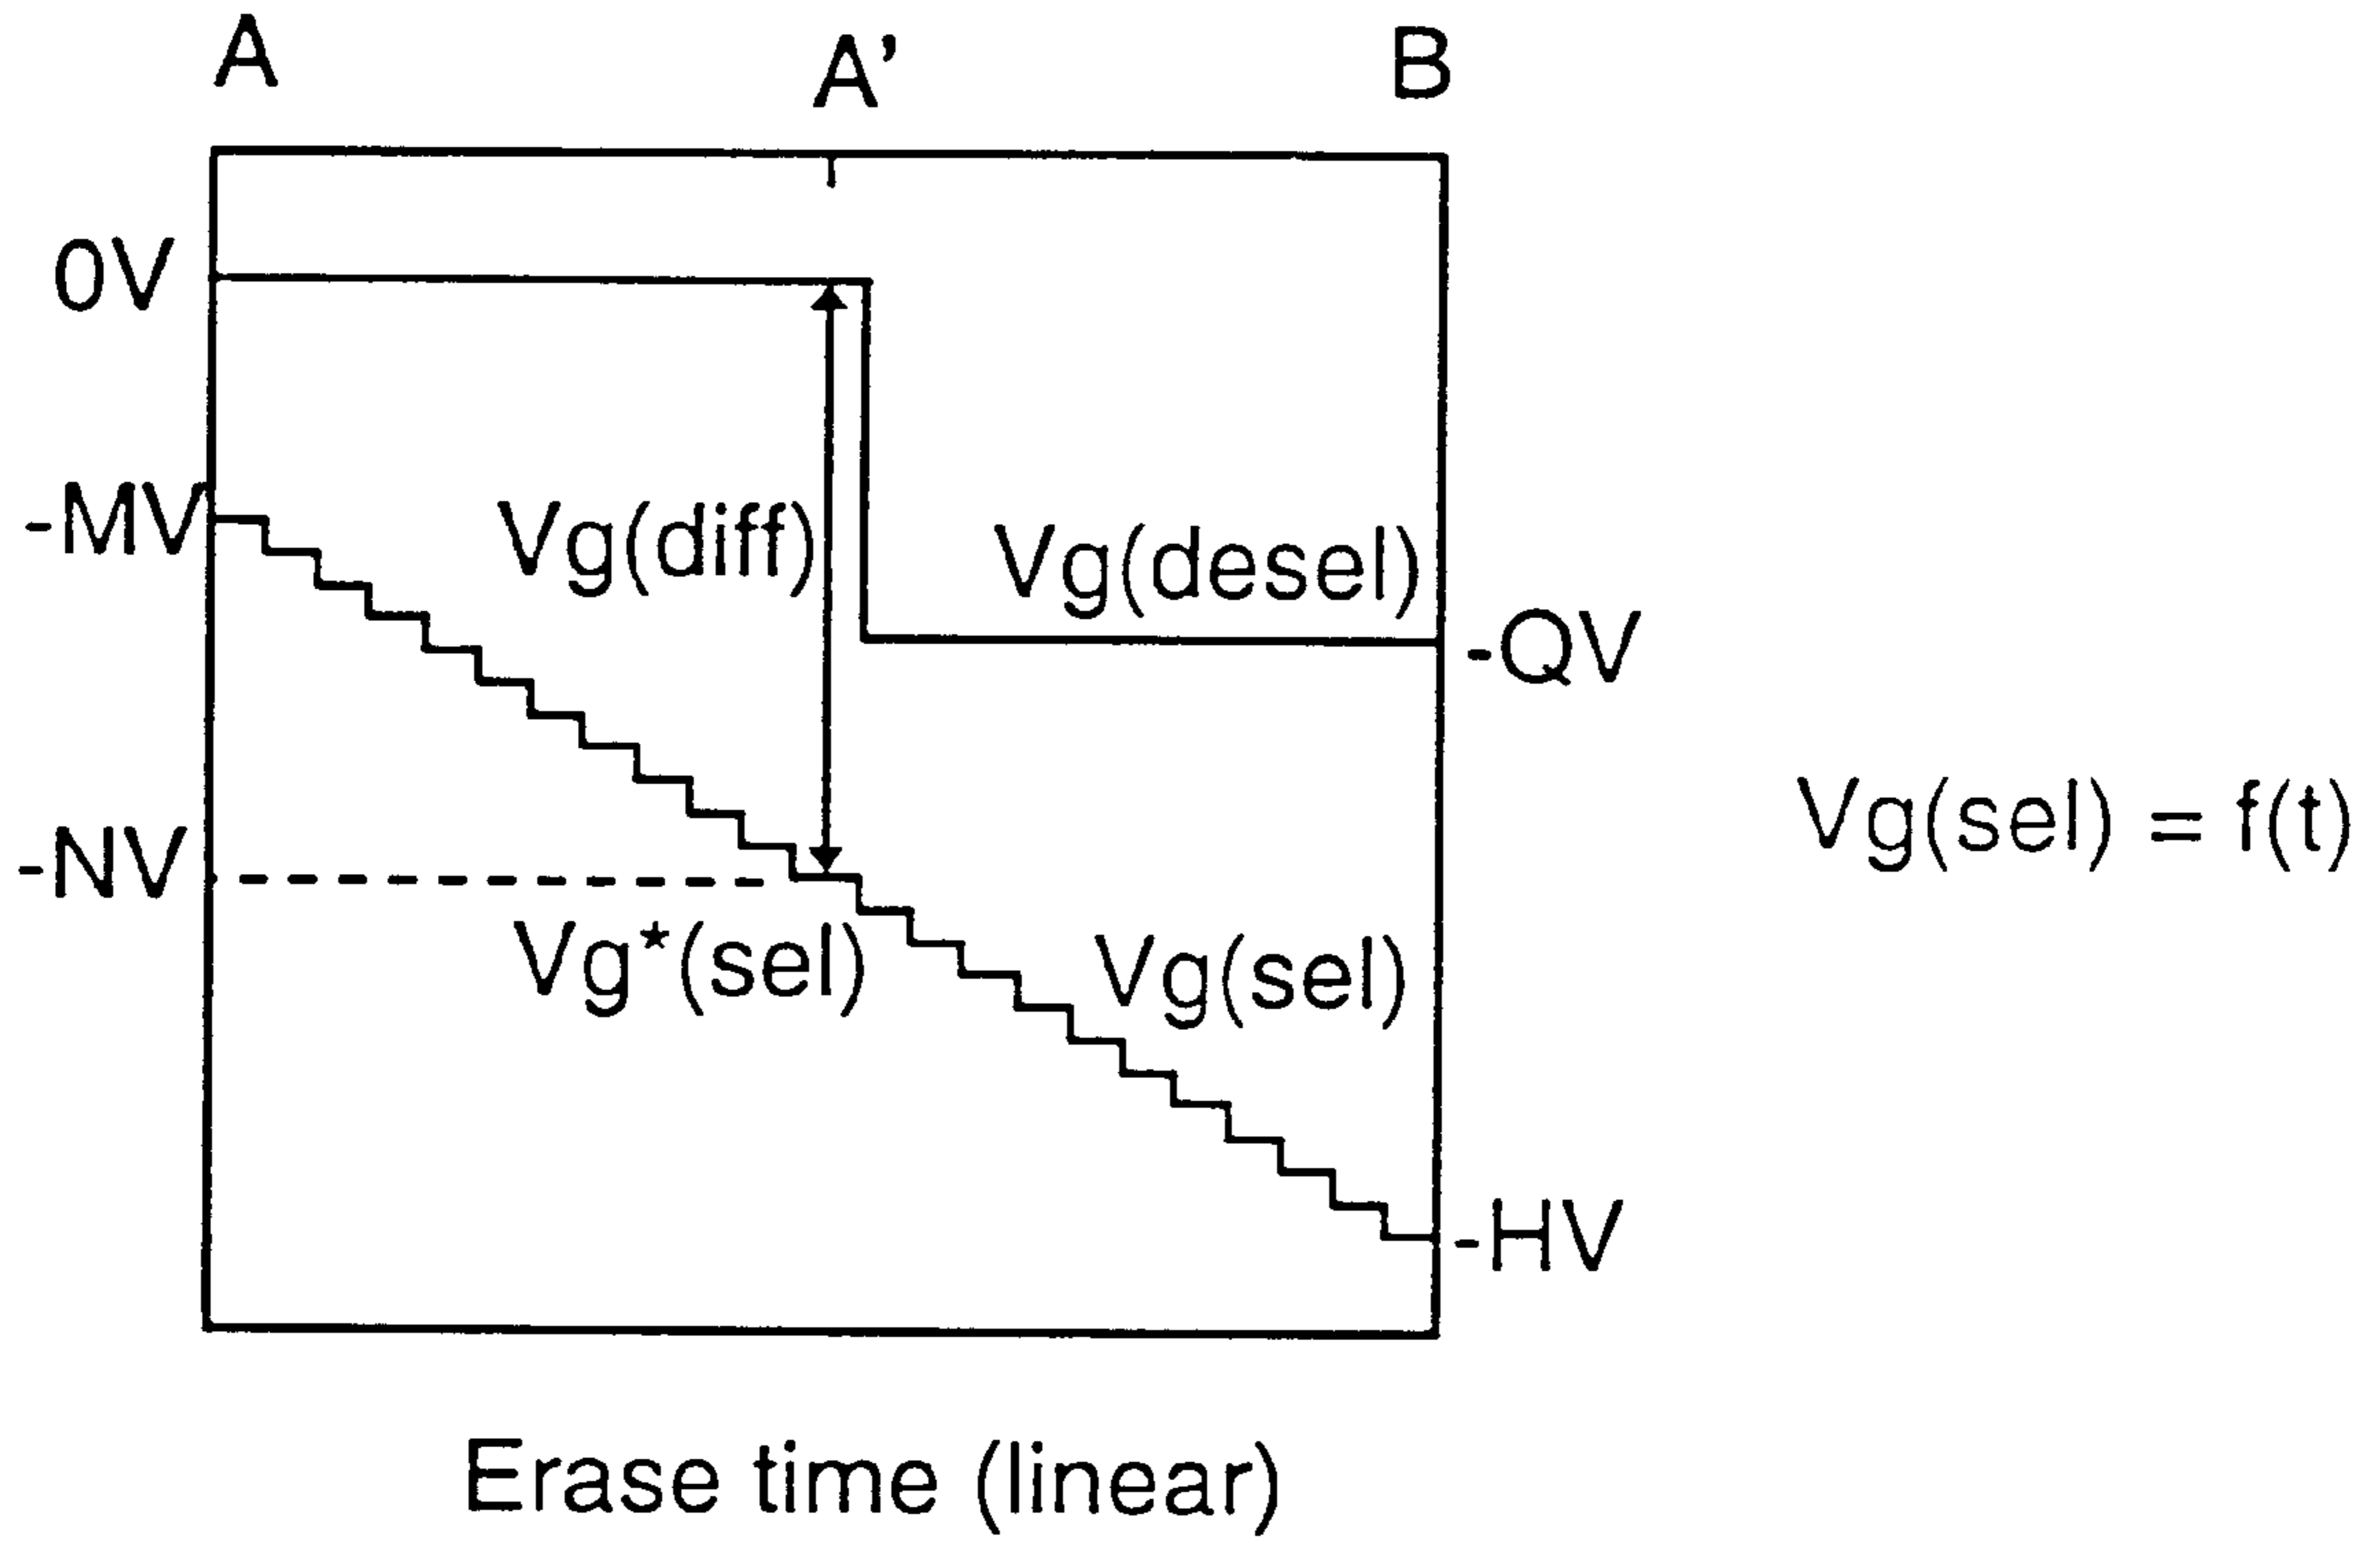 A
A’
B
0V
-MV
Vg(diff)
Vg(desel)
-QV
Vg(sel) = f(t)
-NV
Vg*(sel)
Vg(sel)
-HV
Erase time (linear)